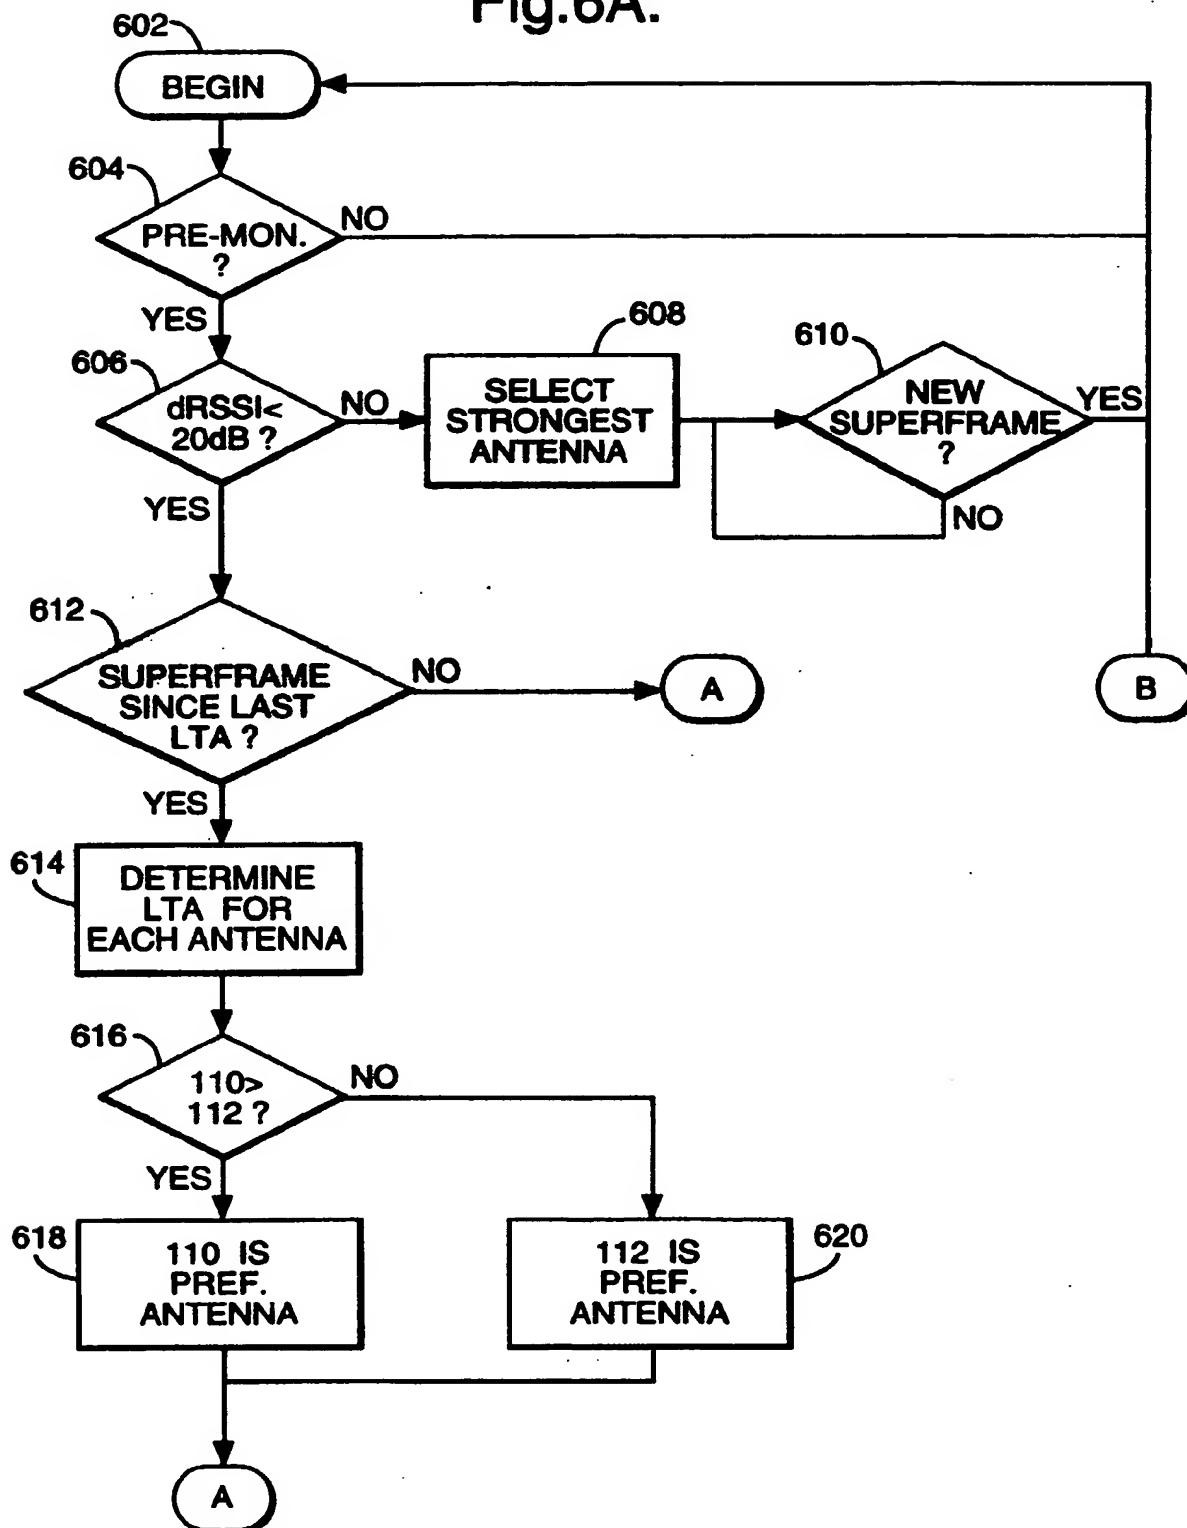 Fig.6A.
602
BEGIN
604
PRE-MON.
?
NO
YES
606
dRSSI<
20dB ?
NO
YES
608
SELECT
STRONGEST
ANTENNA
610
NEW
SUPERFRAME
?
YES
NO
612
SUPERFRAME
SINCE LAST
LTA ?
NO
A
B
YES
614
DETERMINE
LTA FOR
EACH ANTENNA
616
110>
112 ?
NO
YES
618
110 IS
PREF.
ANTENNA
112 IS
PREF.
ANTENNA
620
A